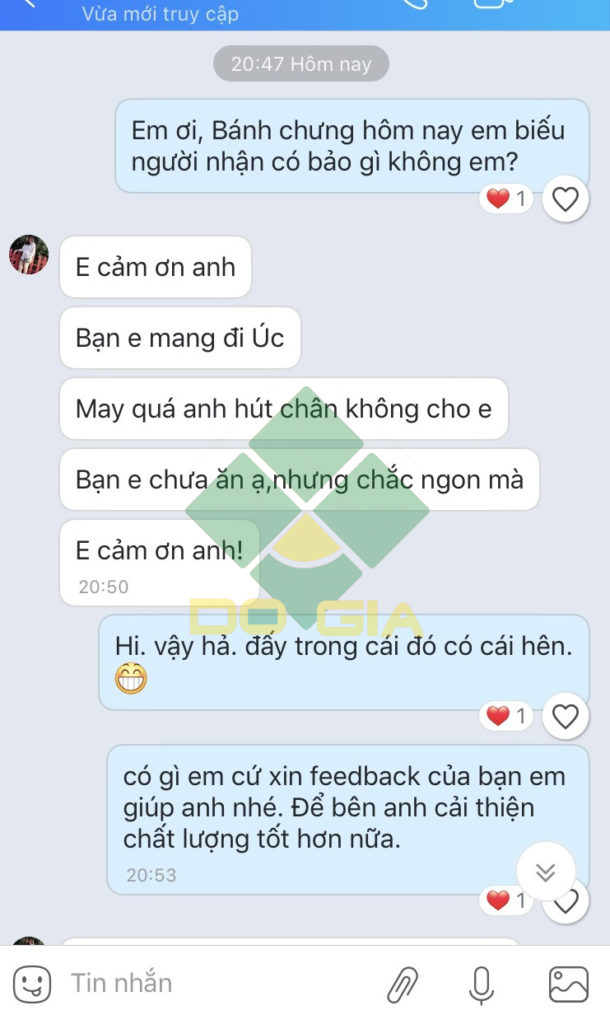 Vừa mới truy cập
20:47 Hôm nay
Em ơi, Bánh chưng hôm nay em biếu
người nhận có bảo gì không em?
1
E cảm ơn anh
Bạn e mang đi Úc
May quá anh hút chân không cho e
Bạn e chưa ăn ạ,nhưng chắc ngon mà
E cảm ơn anh!
20:50
DO GIA
Hi. vậy hả. đấy trong cái đó có cái hên.
1
có gì em cứ xin feedback của bạn em
giúp anh nhé. Để bên anh cải thiện
chất lượng tốt hơn nữa.
20:53
1
Tin nhắn